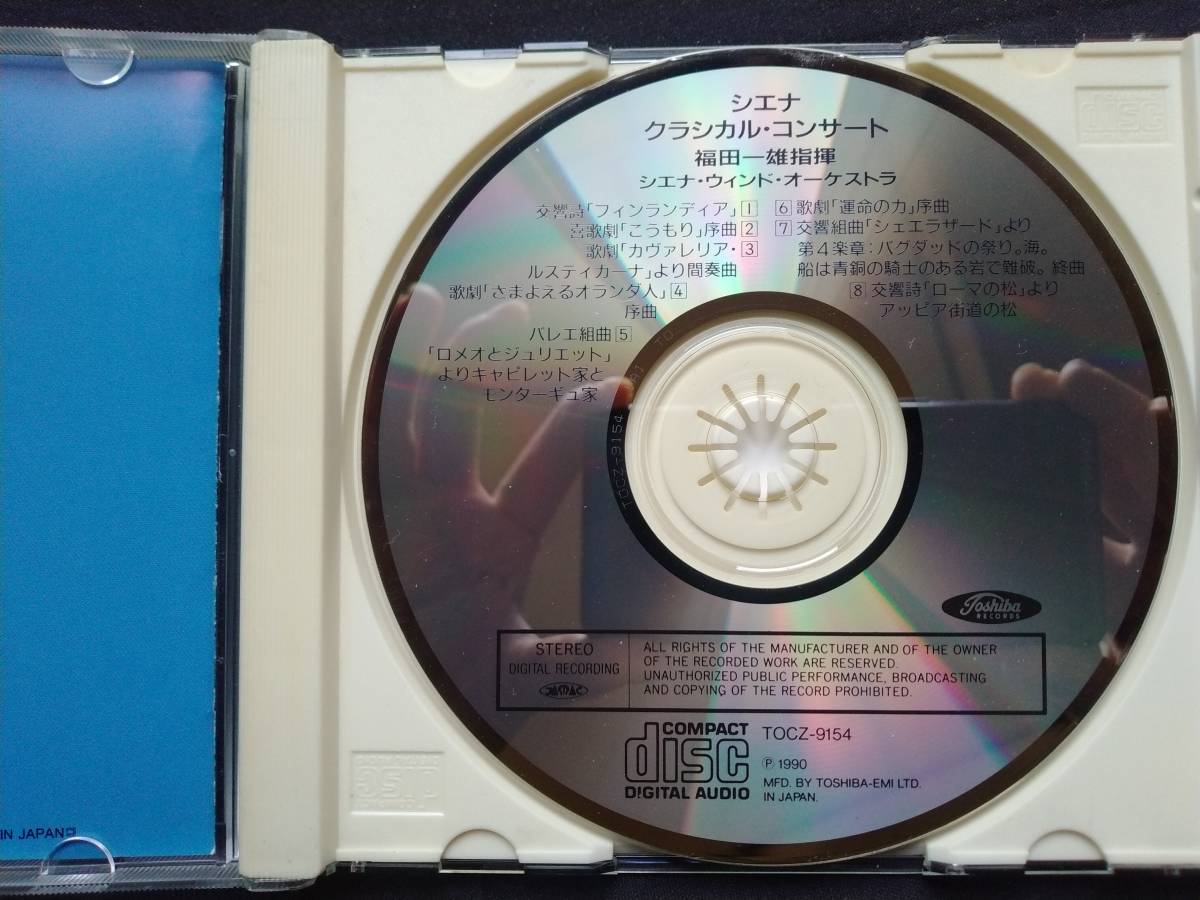 シエナ
クラシカル・コンサート
福田一雄指揮
シエナ・ウィンド・オーケストラ
交響詩「フィンランディア」1
喜歌劇「こうもり」序曲2
歌劇「カヴァレリア・3
ルスティカーナ」より間奏曲
歌劇「さまよえるオランダ人」4
序曲
バレエ組曲5
「ロメオとジュリエット」
よりキャピレット家と
モンターギュ家
6歌劇「運命の力」序曲
7交響組曲「シェエラザード」より
第4楽章:バグダッドの祭り。海。
船は青銅の騎士のある岩で難破。終曲
8交響詩「ローマの松」より
アッピア街道の松
TOCZ-9154
Toshiba
RECORDS
STEREO
DIGITAL RECORDING
JASRAC
ALL RIGHTS OF THE MANUFACTURER AND OF THE OWNER
OF THE RECORDED WORK ARE RESERVED.
UNAUTHORIZED PUBLIC PERFORMANCE, BROADCASTING
AND COPYING OF THE RECORD PROHIBITED.
COMPACT
disc
DIGITAL AUDIO
TOCZ-9154
Ⓟ 1990
MFD. BY TOSHIBA-EMI LTD.
IN JAPAN.
IN JAPAN
disc
disc